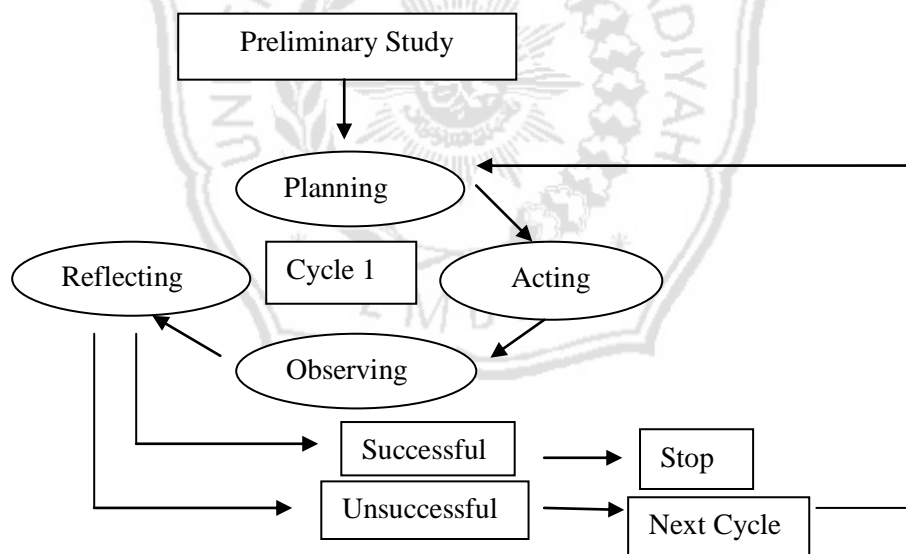 Preliminary Study
Planning
Reflecting
Cycle 1
Acting
Observing
Successful
Stop
Unsuccessful
Next Cycle